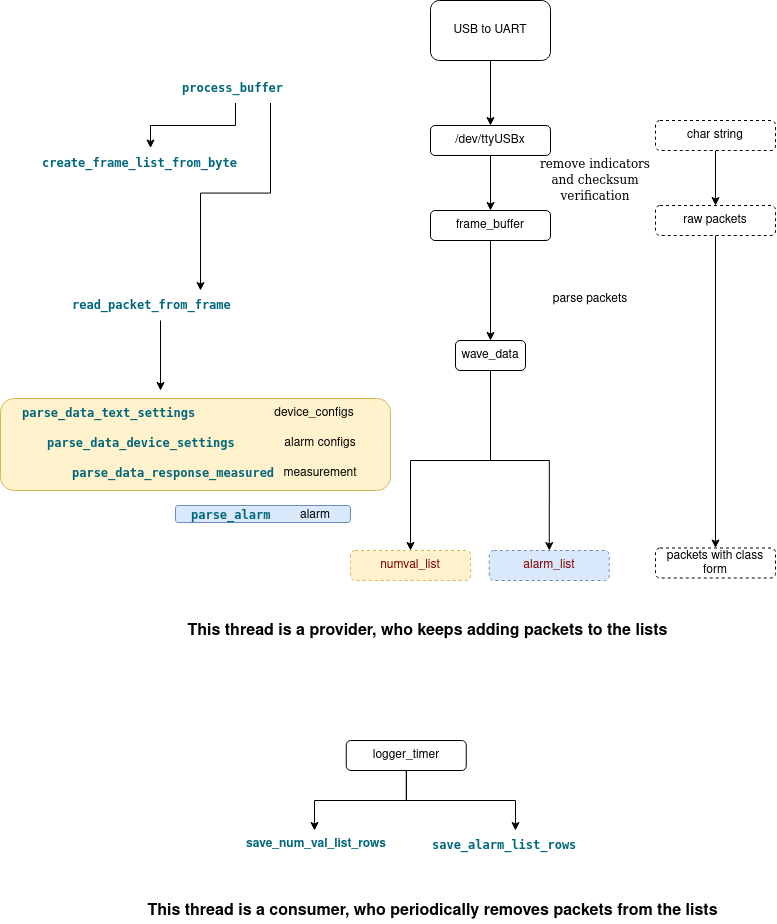 USB to UART
process_buffer
/dev/ttyUSBx
char string
create_frame_list_from_byte
remove indicators
and checksum
verification
frame_buffer
raw packets
read_packet_from_frame
parse packets
wave_data
parse_data_text_settings device_configs
parse_data_device_settings alarm configs
parse_data_response_measured measurement
parse_alarm alarm
numval_list
alarm_list
packets with class
form
This thread is a provider, who keeps adding packets to the lists
logger_timer
save_num_val_list_rows
save_alarm_list_rows
This thread is a consumer, who periodically removes packets from the lists